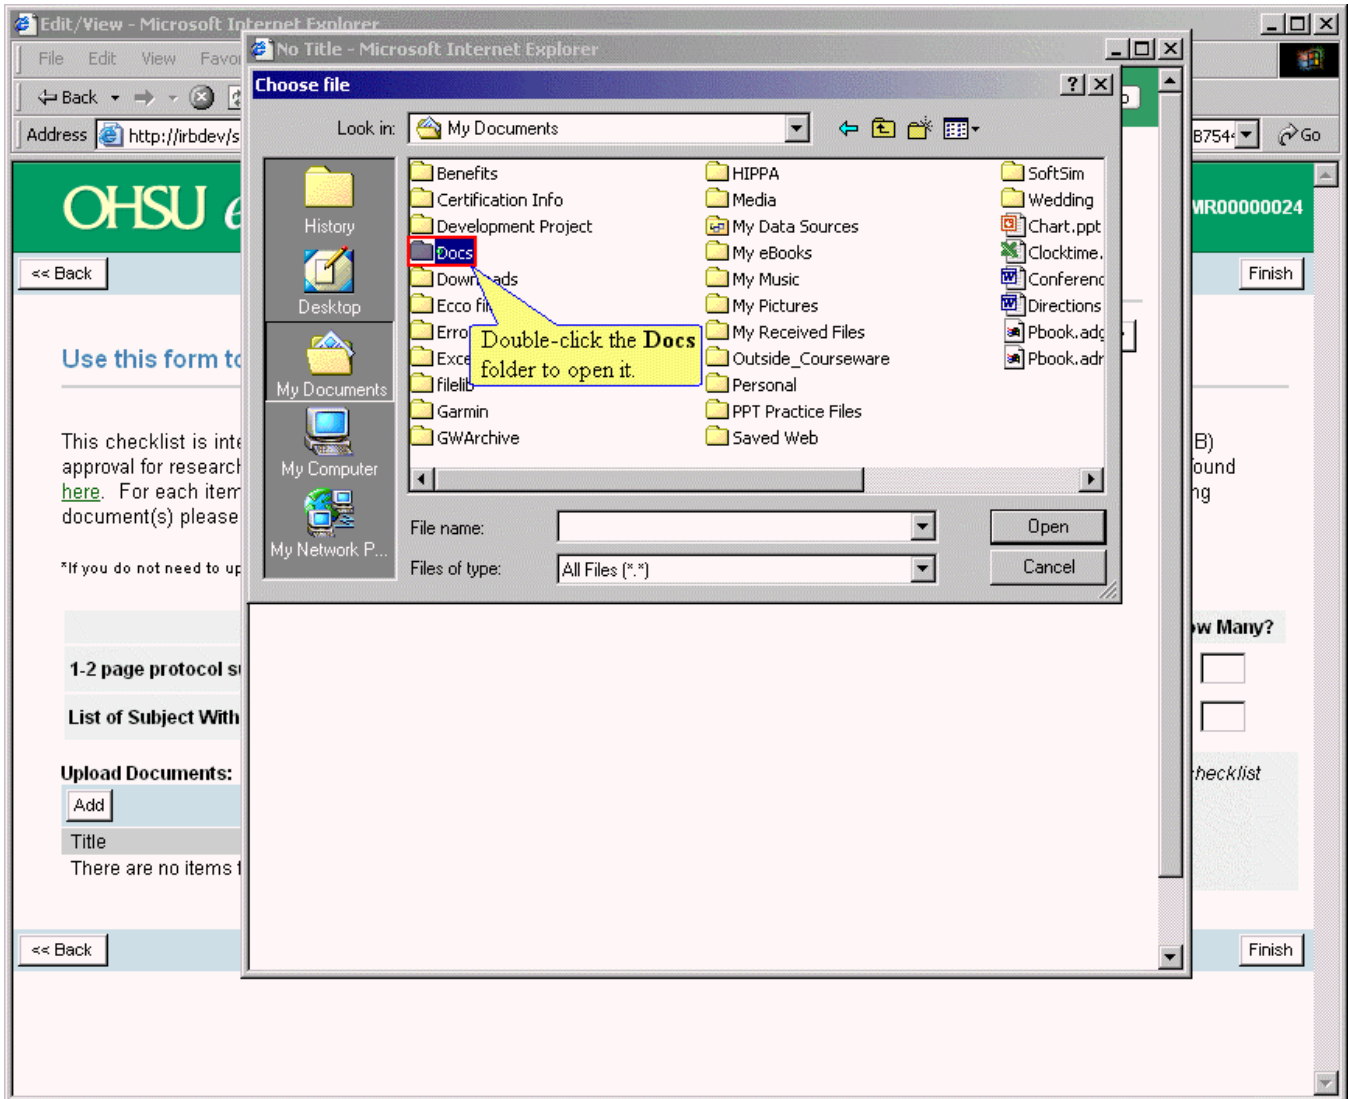 Edit/View - Microsoft Internet Explorer
File Edit View
Back
Address http://irbdev/s
Go
OHSU e
MR00000024
<< Back
Finish
Use this form to
This checklist is inte
B)
approval for research
ound
here. For each item
ng
document(s) please
*If you do not need to up
ow Many?
1-2 page protocol su
List of Subject With
Upload Documents:
hecklist
Add
Title
There are no items f
<< Back
Finish
No Title - Microsoft Internet Explorer
Choose file
Look in: My Documents
History
Desktop
My Documents
My Computer
My Network P...
Benefits
Certification Info
Development Project
Docs
Downloads
Ecco fil
Erro
Exce
filelib
Garmin
GWArchive
HIPPA
Media
My Data Sources
My eBooks
My Music
My Pictures
My Received Files
Outside_Courseware
Personal
PPT Practice Files
Saved Web
SoftSim
Wedding
Chart.ppt
Clocktime.
Conferenc
Directions
Pbook.adg
Pbook.adr
Double-click the Docs
folder to open it.
File name:
Open
Files of type: All Files (*.*)
Cancel